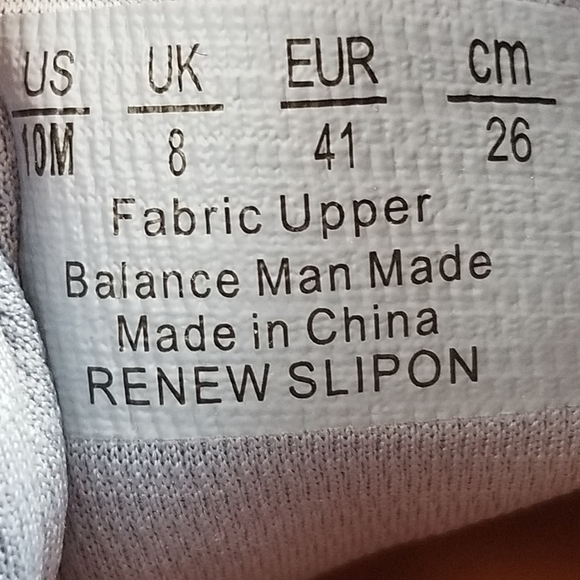 US UK EUR cm
10M 8 41 26
Fabric Upper
Balance Man Made
Made in China
RENEW SLIPON